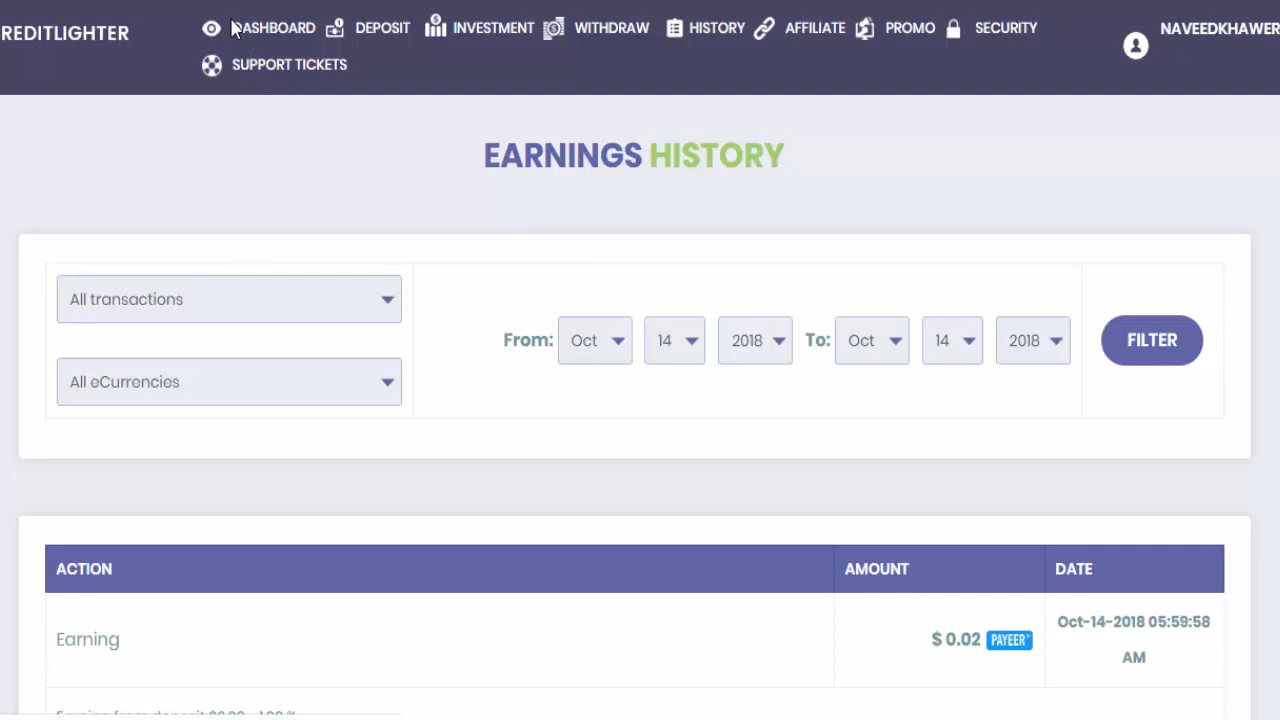 REDITLIGHTER
DASHBOARD DEPOSIT INVESTMENT WITHDRAW HISTORY AFFILIATE PROMO SECURITY
NAVEEDKHAWER
SUPPORT TICKETS
EARNINGS HISTORY
All transactions
All eCurrencies
From: Oct 14 2018 To: Oct 14 2018
FILTER
ACTION AMOUNT DATE
Earning $ 0.02 PAYEER Oct-14-2018 05:59:58
AM